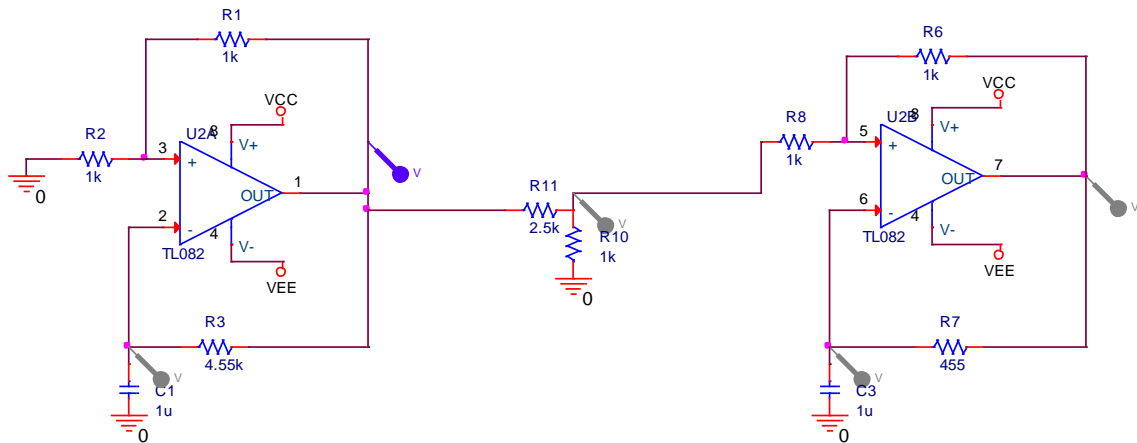 R1
1k
R6
1k
VCC
VCC
R2
1k
3
U2A
8
V+
+
OUT
1
2
-
4
V-
TL082
VEE
V
R8
1k
5
U2B
8
V+
+
OUT
7
6
-
4
V-
TL082
VEE
V
0
R11
2.5k
V
R10
1k
0
R3
4.55k
R7
455
V
C1
1u
0
V
C3
1u
0